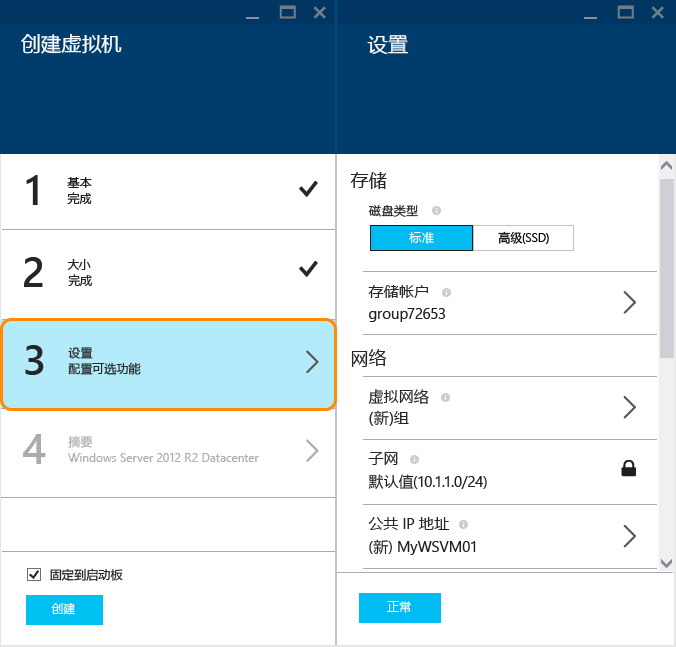 创建虚拟机
1
基本
完成
2
大小
完成
3
设置
配置可选功能
4
摘要
Windows Server 2012 R2 Datacenter
固定到启动板
创建
设置
存储
磁盘类型
标准
高级(SSD)
存储帐户
group72653
网络
虚拟网络
(新)组
子网
默认值(10.1.1.0/24)
公共 IP 地址
(新) MyWSVM01
正常